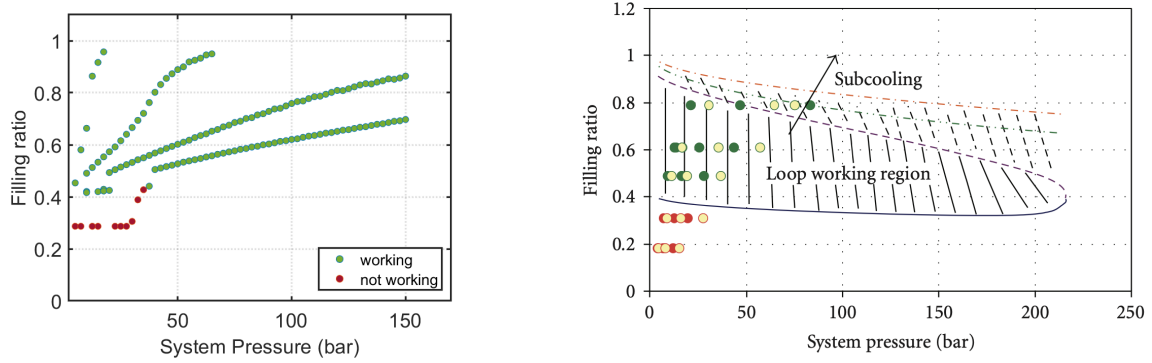 1
0.8
0.6
0.4
0.2
0
Filling ratio
50
100
150
System Pressure (bar)
working
not working
1.2
1
0.8
0.6
0.4
0.2
0
Filling ratio
Subcooling
Loop working region
0
50
100
150
200
250
System pressure (bar)